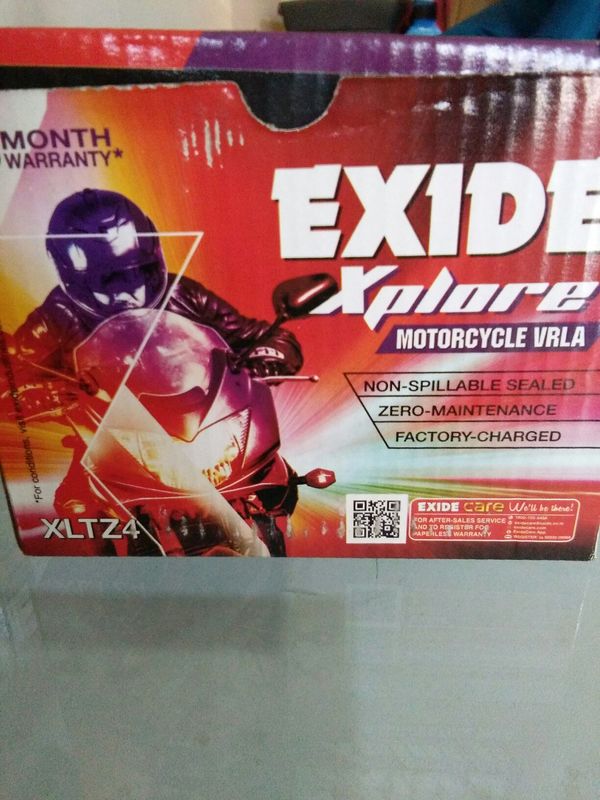 MONTH
WARRANTY*
EXIDE
Xplore
MOTORCYCLE VRLA
NON-SPILLABLE SEALED
ZERO-MAINTENANCE
FACTORY-CHARGED
*For conditions, visit
XLTZ4
EXIDE care We'll be there!
FOR AFTER-SALES SERVICE
AND TO REGISTER FOR
PAPERLESS WARRANTY